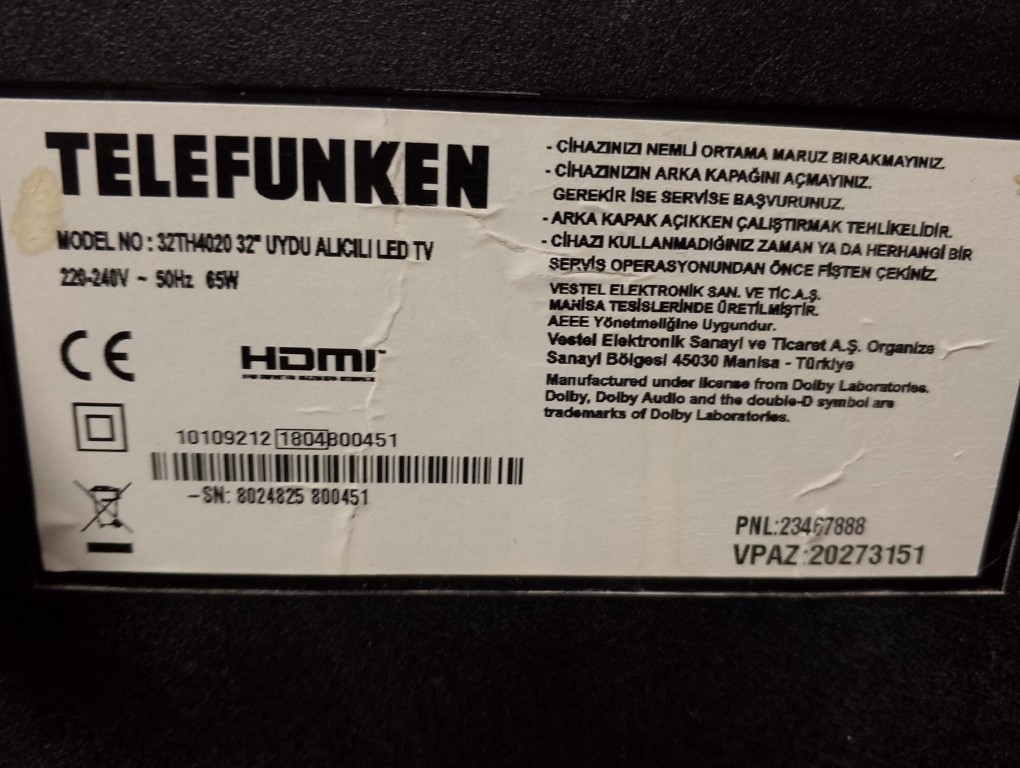 TELEFUNKEN
MODEL NO : 32TH4020 32" UYDU ALICILI LED TV
220-240V ~ 50Hz 65W
CE
HDMI
10109212 1804800451
-SN: 8024825 800451
- CİHAZINIZI NEMLİ ORTAMA MARUZ BIRAKMAYINIZ.
- CİHAZINIZIN ARKA KAPAĞINI AÇMAYINIZ.
GEREKİR İSE SERVİSE BAŞVURUNUZ.
- ARKA KAPAK AÇIKKEN ÇALIŞTIRMAK TEHLİKELİDİR.
- CİHAZI KULLANMADIĞINIZ ZAMAN YA DA HERHANGİ BİR
SERVİS OPERASYONUNDAN ÖNCE FİŞTEN ÇEKİNİZ.
VESTEL ELEKTRONİK SAN. VE TİC.A.Ş.
MANİSA TESİSLERİNDE ÜRETİLMİŞTİR.
AEEE Yönetmeliğine Uygundur.
Vestel Elektronik Sanayi ve Ticaret A.Ş. Organize
Sanayi Bölgesi 45030 Manisa - Türkiye
Manufactured under license from Dolby Laboratories.
Dolby, Dolby Audio and the double-D symbol are
trademarks of Dolby Laboratories.
PNL:23467888
VPAZ:20273151